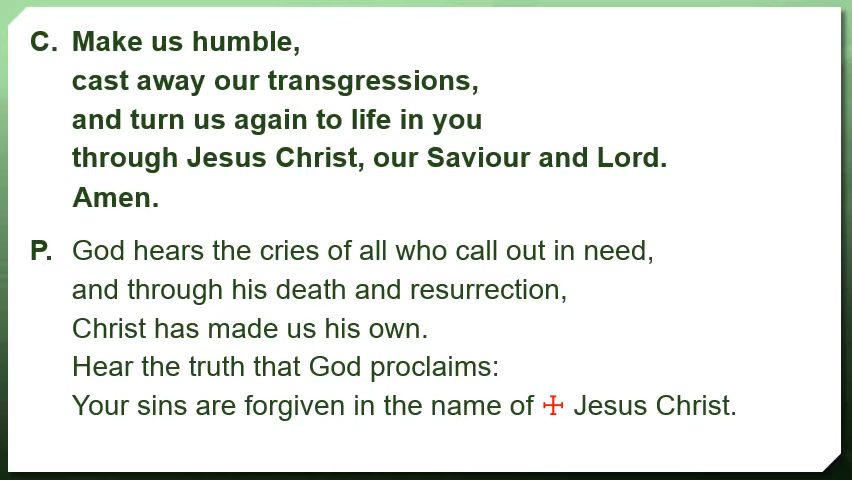 C. Make us humble,
cast away our transgressions,
and turn us again to life in you
through Jesus Christ, our Saviour and Lord.
Amen.
P. God hears the cries of all who call out in need,
and through his death and resurrection,
Christ has made us his own.
Hear the truth that God proclaims:
Your sins are forgiven in the name of ☩ Jesus Christ.